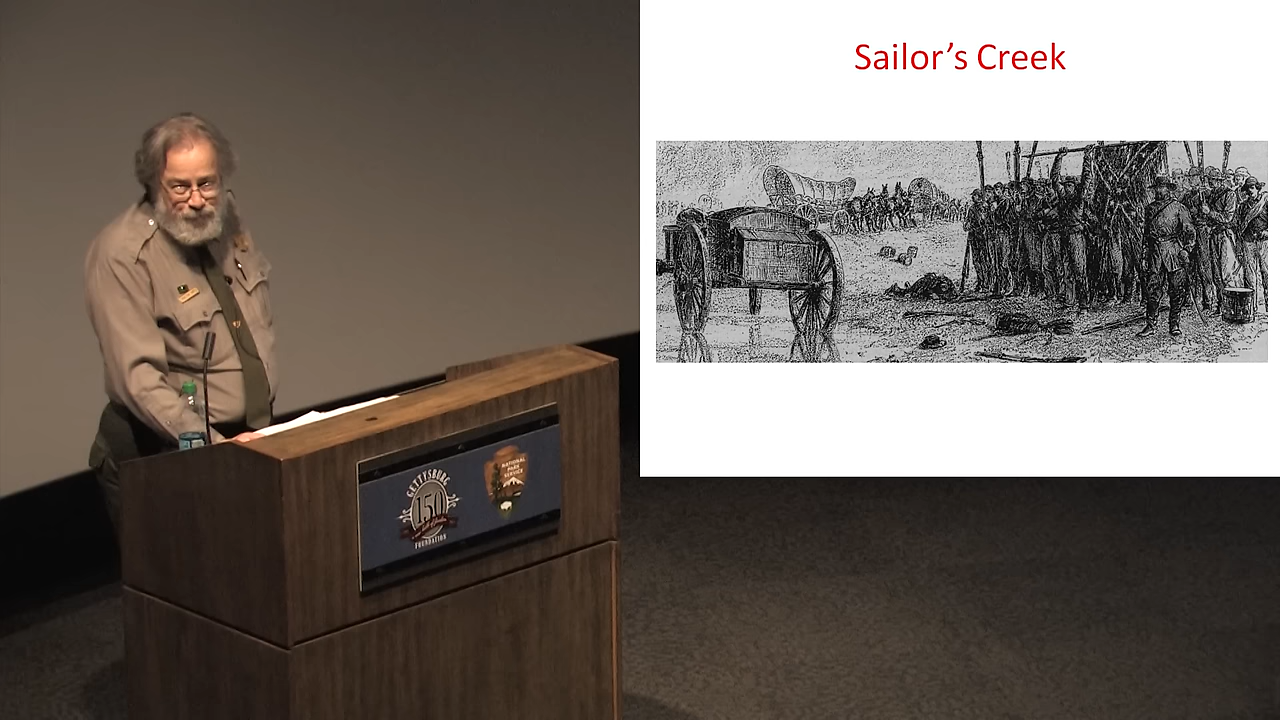 Sailor's Creek
GETTYSBURG
150
FOUNDATION
NATIONAL
PARK
SERVICE